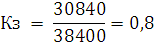 Кз = 30840/38400 = 0,8